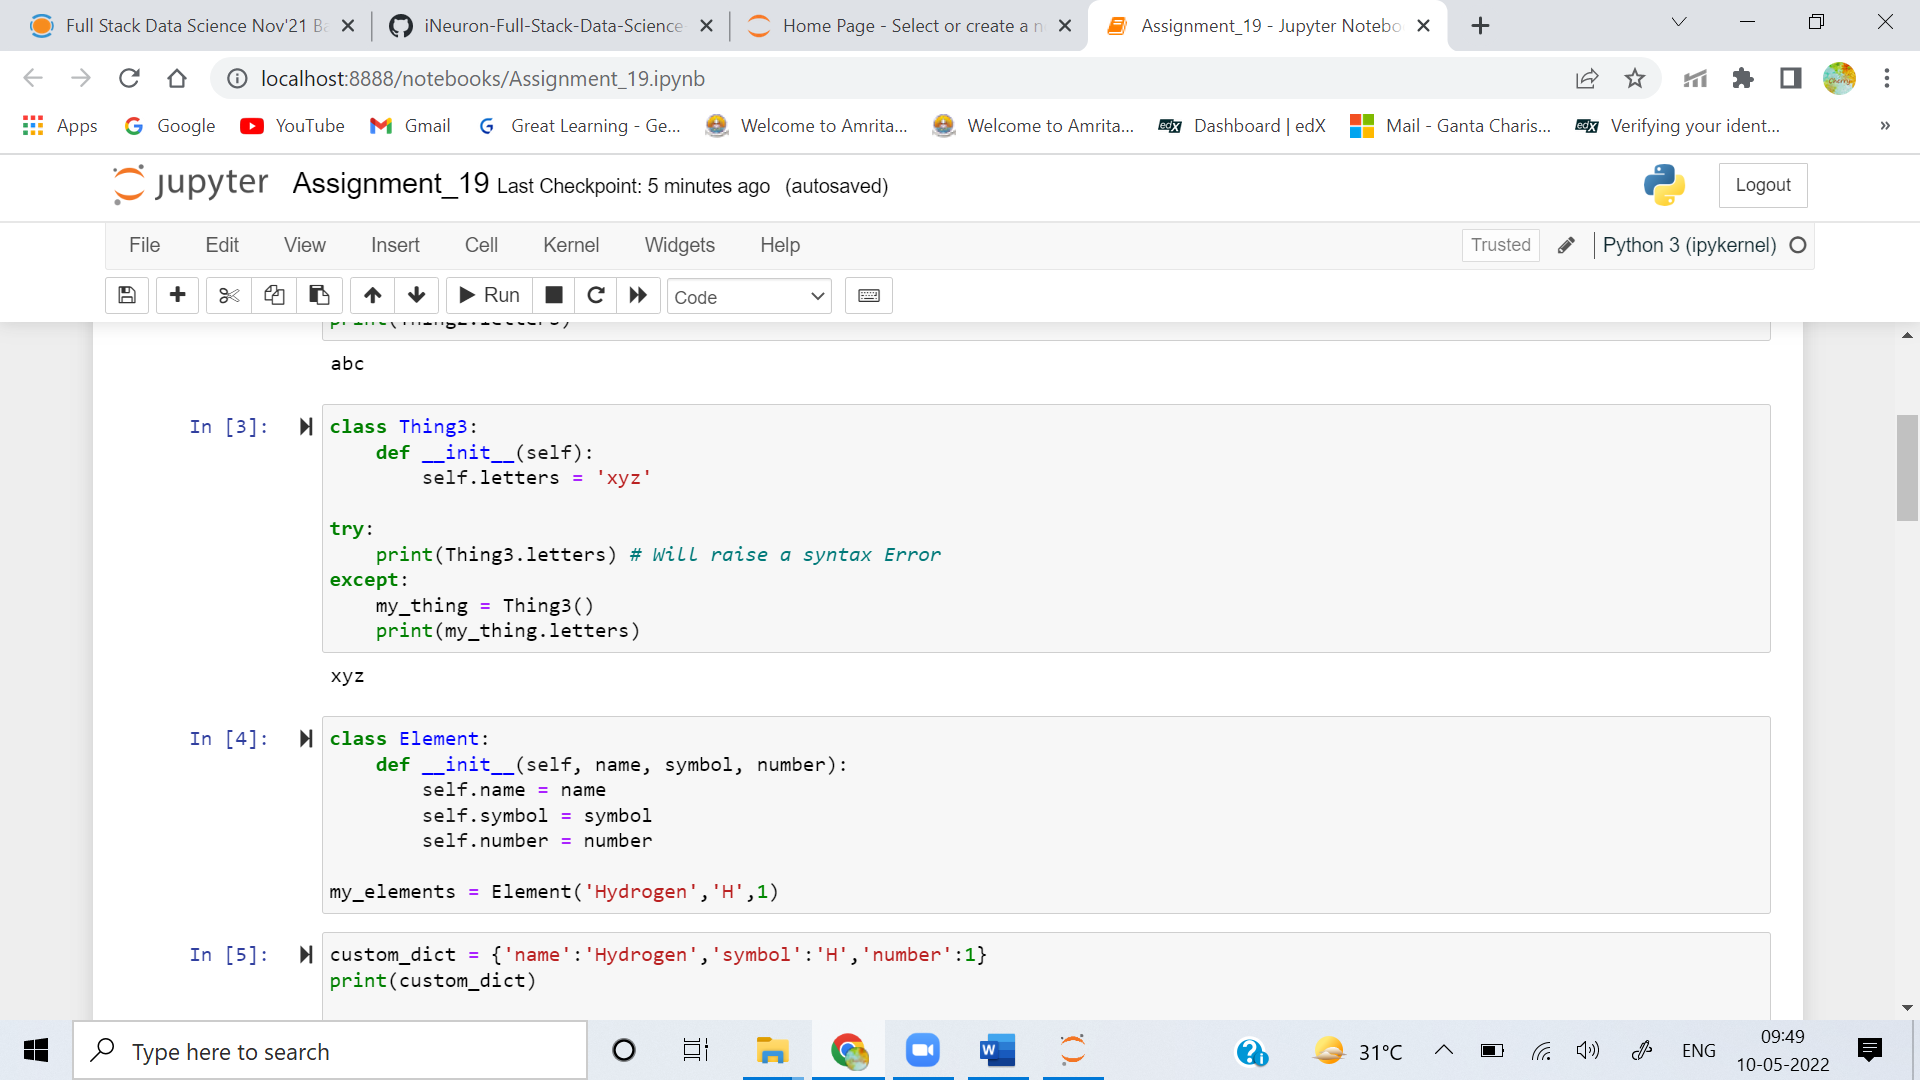 Full Stack Data Science Nov'21 Ba
iNeuron-Full-Stack-Data-Science
Home Page - Select or create a n
Assignment_19 - Jupyter Notebo
localhost:8888/notebooks/Assignment_19.ipynb
Apps Google YouTube Gmail Great Learning - Ge... Welcome to Amrita... Welcome to Amrita... edX Dashboard | edX Mail - Ganta Charis... edX Verifying your ident... »
jupyter Assignment_19 Last Checkpoint: 5 minutes ago (autosaved) Logout
File Edit View Insert Cell Kernel Widgets Help Trusted Python 3 (ipykernel)
Run Code
print(Thing2.letters)
abc
In [3]: class Thing3:
def __init__(self):
self.letters = 'xyz'
try:
print(Thing3.letters) # Will raise a syntax Error
except:
my_thing = Thing3()
print(my_thing.letters)
xyz
In [4]: class Element:
def __init__(self, name, symbol, number):
self.name = name
self.symbol = symbol
self.number = number
my_elements = Element('Hydrogen','H',1)
In [5]: custom_dict = {'name':'Hydrogen','symbol':'H','number':1}
print(custom_dict)
Type here to search
31°C
ENG
09:49
10-05-2022